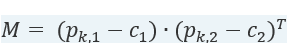 M = (p_{k,1} − c_1) · (p_{k,2} − c_2)^T